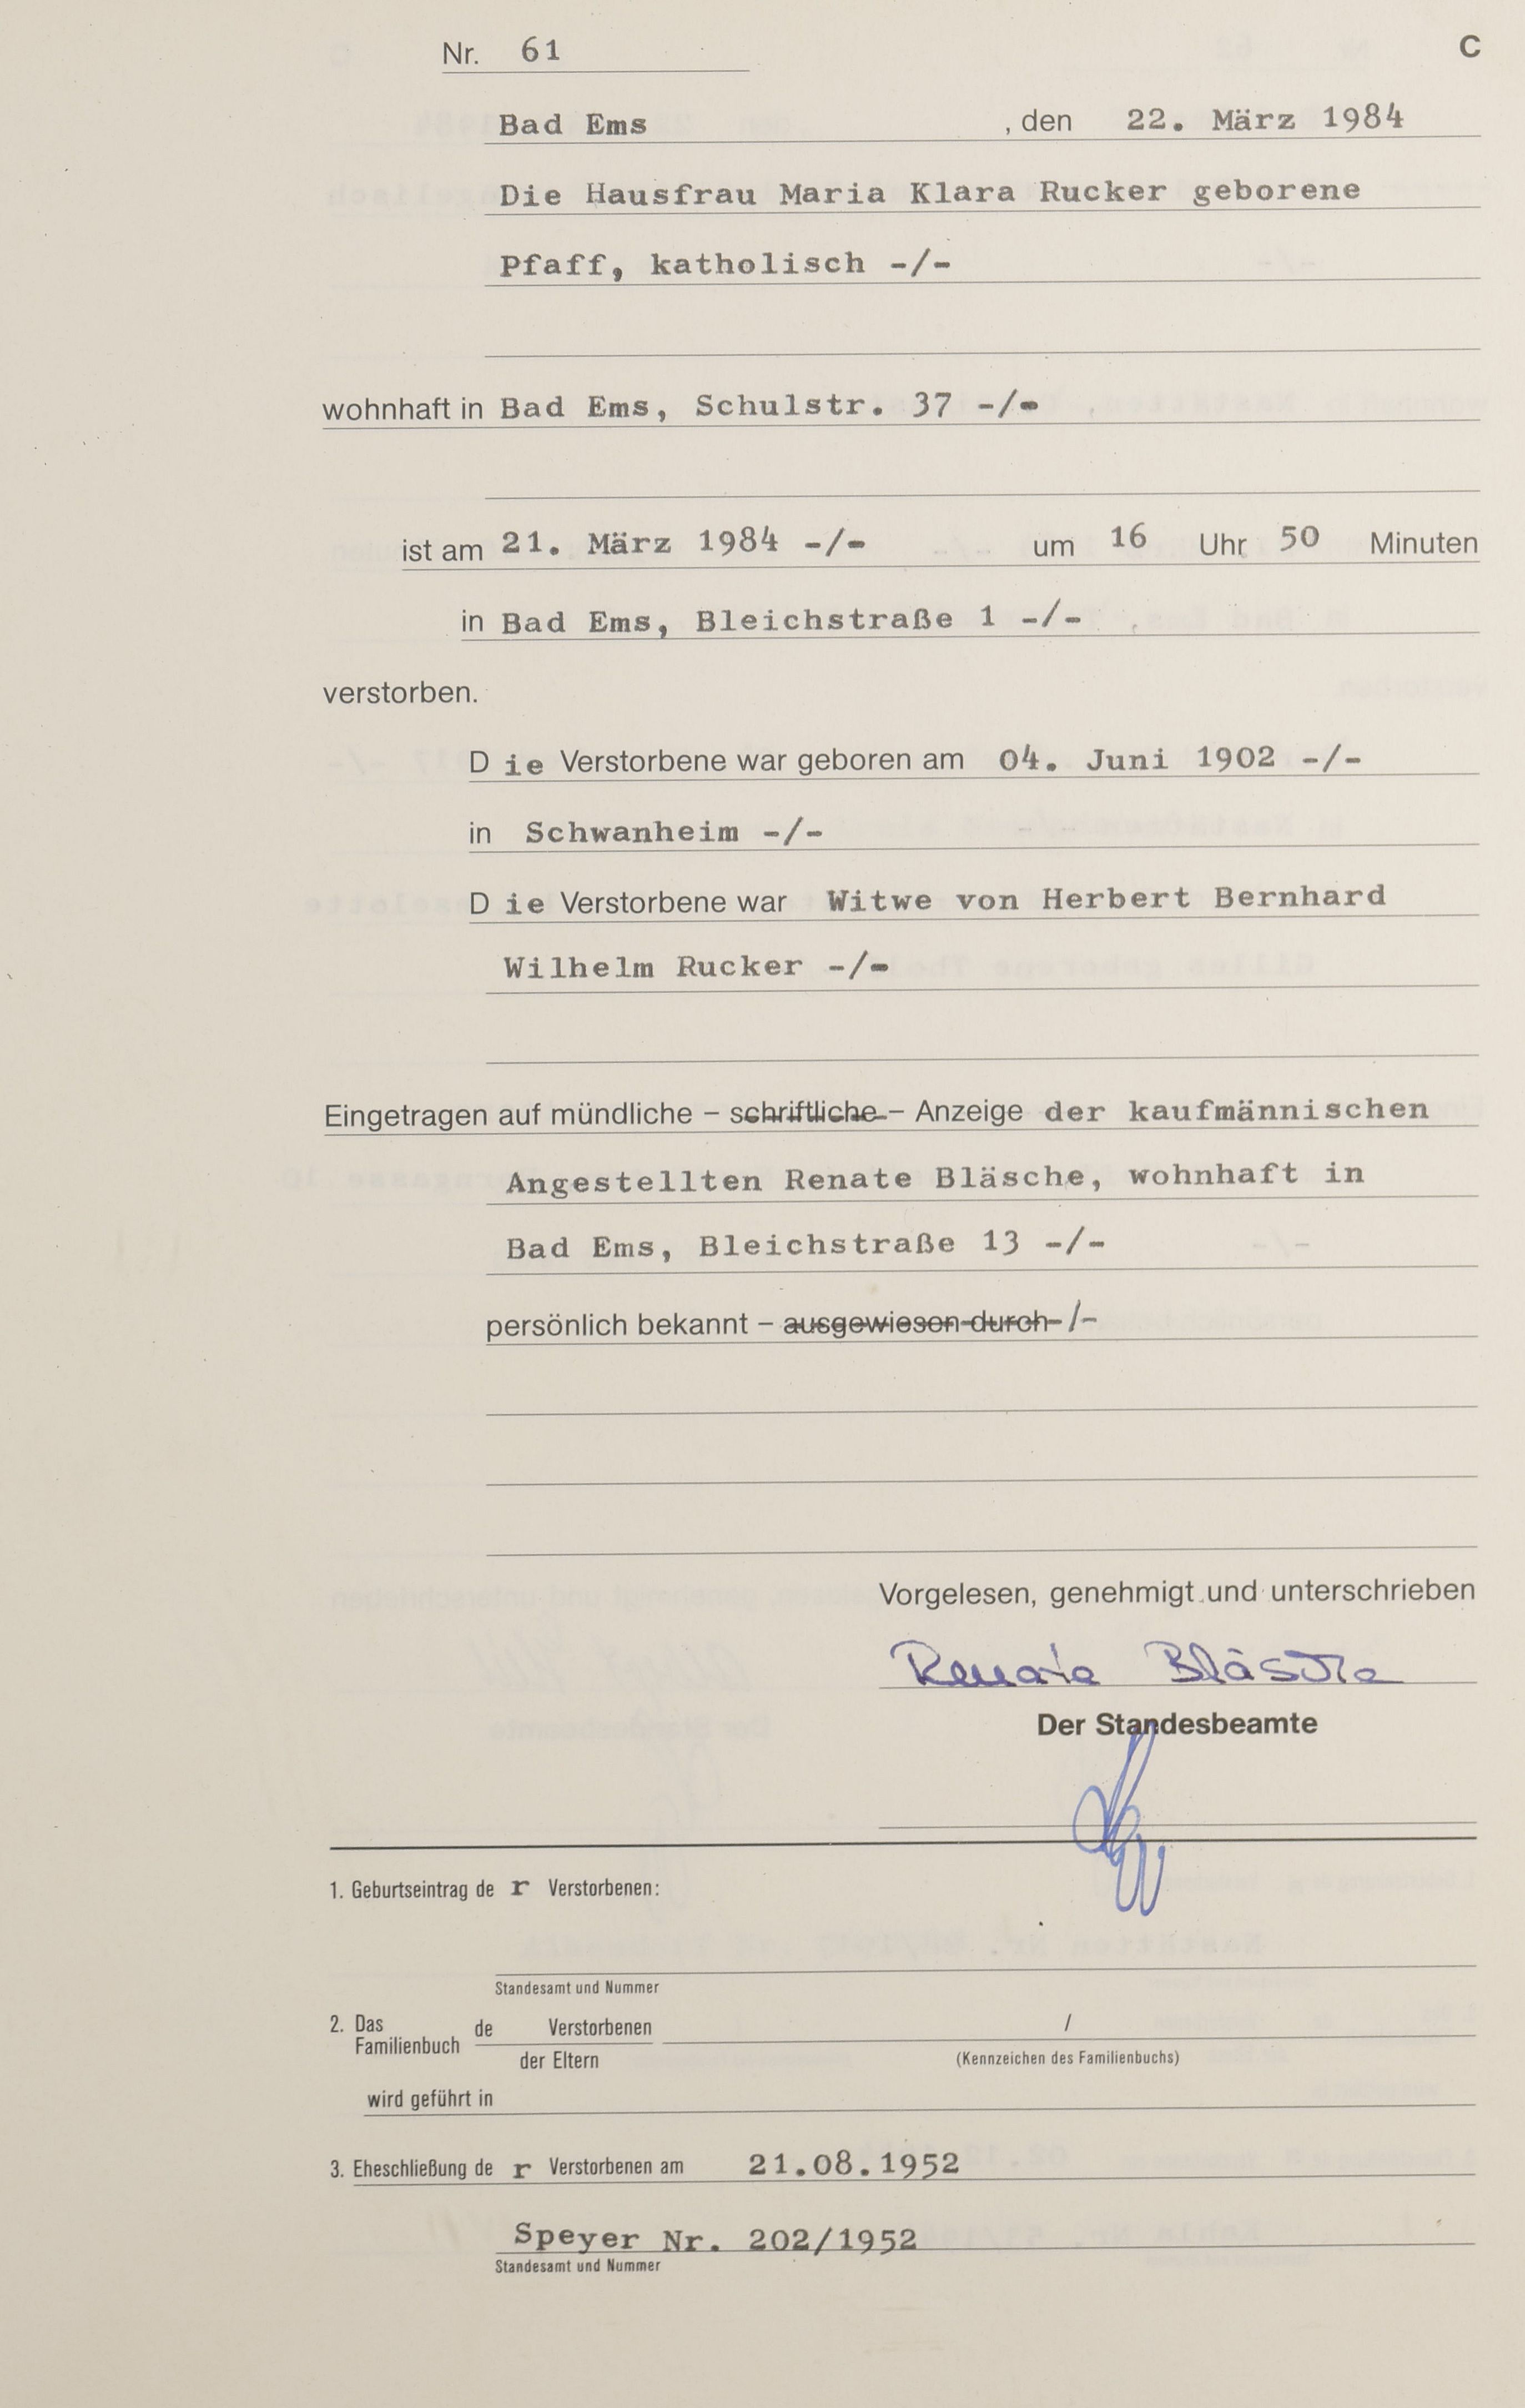 Nr. 61 C
Bad Ems , den 22. März 1984
Die Hausfrau Maria Klara Rucker geborene
Pfaff, katholisch -/-
wohnhaft in Bad Ems, Schulstr. 37 -/-
ist am 21. März 1984 -/- um 16 Uhr 50 Minuten
in Bad Ems, Bleichstraße 1 -/-
verstorben.
D ie Verstorbene war geboren am 04. Juni 1902 -/-
in Schwanheim -/-
D ie Verstorbene war Witwe von Herbert Bernhard
Wilhelm Rucker -/-
Eingetragen auf mündliche – schriftliche – Anzeige der kaufmännischen
Angestellten Renate Bläsche, wohnhaft in
Bad Ems, Bleichstraße 13 -/-
persönlich bekannt – ausgewiesen durch -/-
Vorgelesen, genehmigt und unterschrieben
Renate Bläsche
Der Standesbeamte
1. Geburtseintrag de r Verstorbenen:
Standesamt und Nummer
2. Das Familienbuch de Verstorbenen /
der Eltern (Kennzeichen des Familienbuchs)
wird geführt in
3. Eheschließung de r Verstorbenen am 21.08.1952
Speyer Nr. 202/1952
Standesamt und Nummer